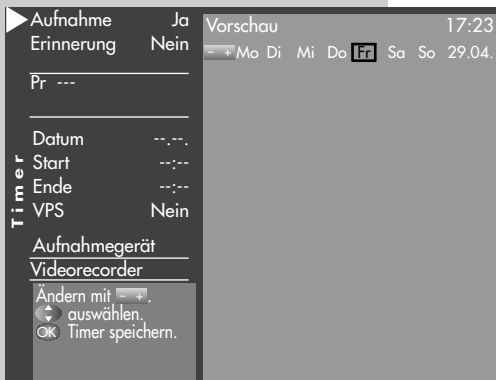 Timer
Aufnahme Ja
Erinnerung Nein
Pr ---
Datum --.--.
Start --:--
Ende --:--
VPS Nein
Aufnahmegerät
Videorecorder
Ändern mit - +.
auswählen.
OK Timer speichern.
Vorschau 17:23
- + Mo Di Mi Do Fr Sa So 29.04.